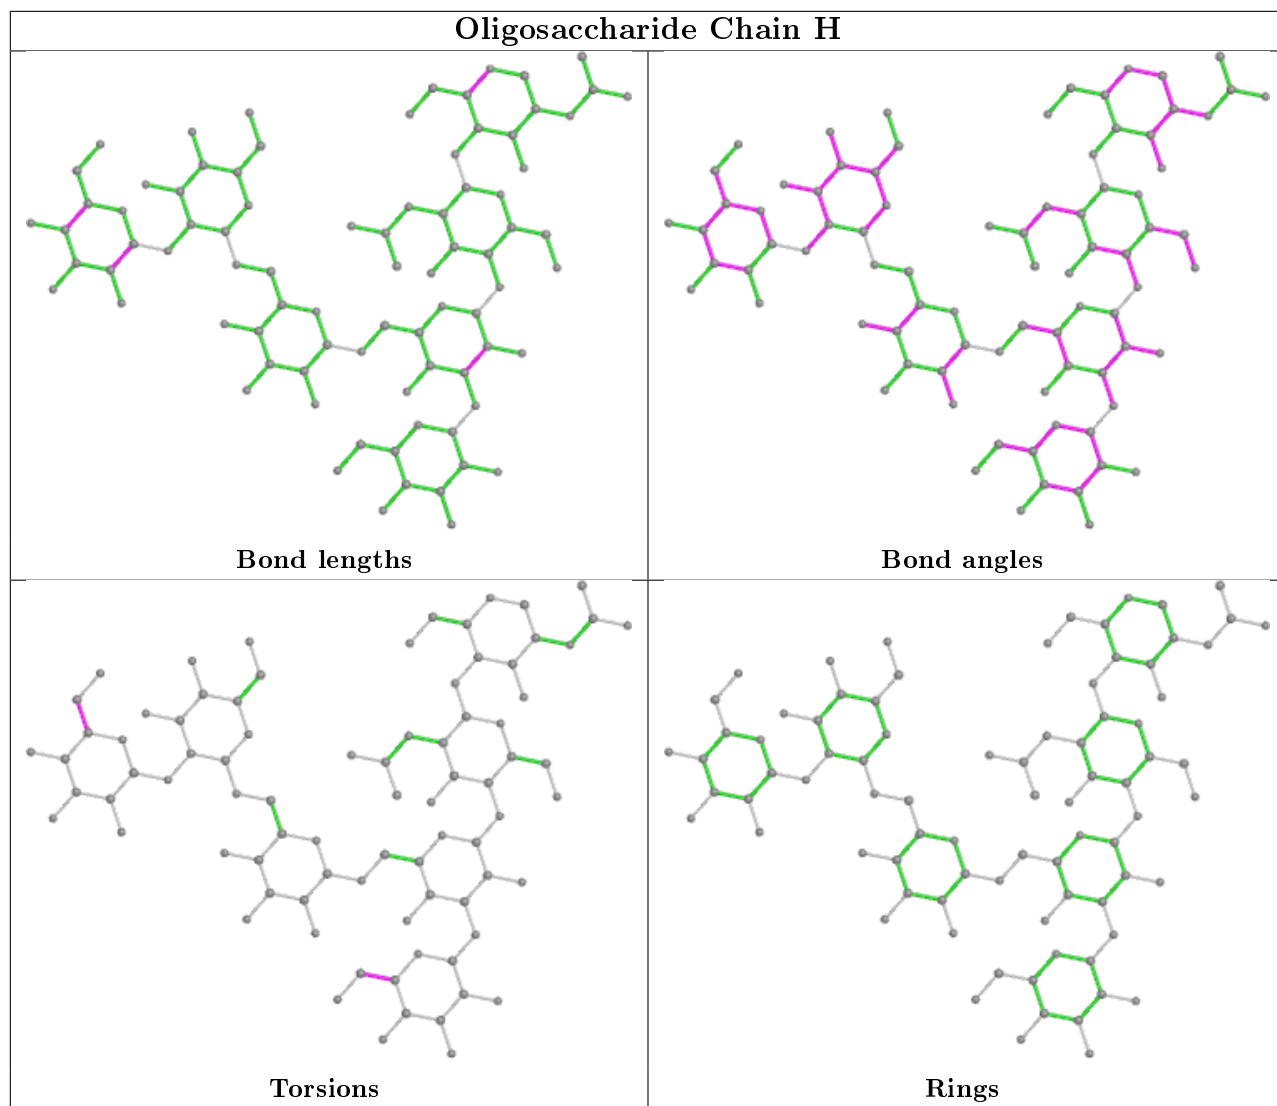 Oligosaccharide Chain H
Bond lengths
Bond angles
Torsions
Rings